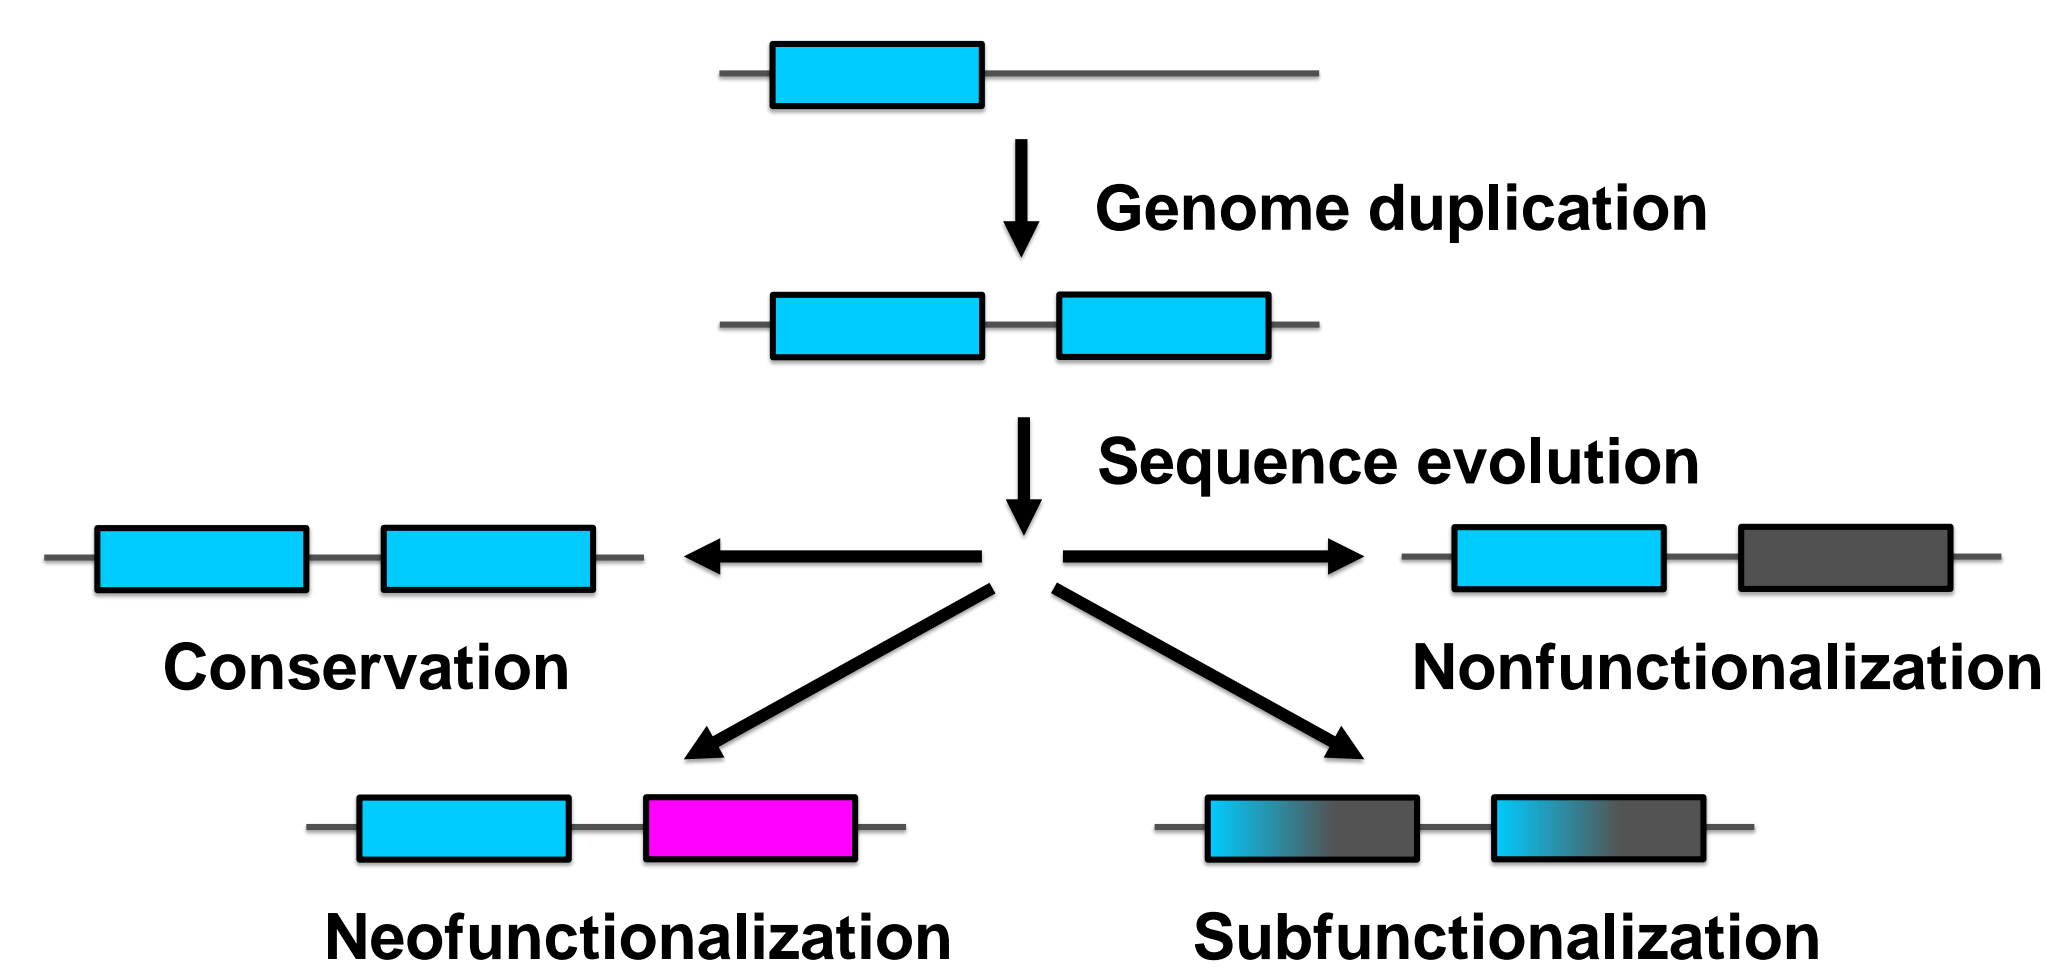 Genome duplication
Sequence evolution
Conservation
Nonfunctionalization
Neofunctionalization
Subfunctionalization